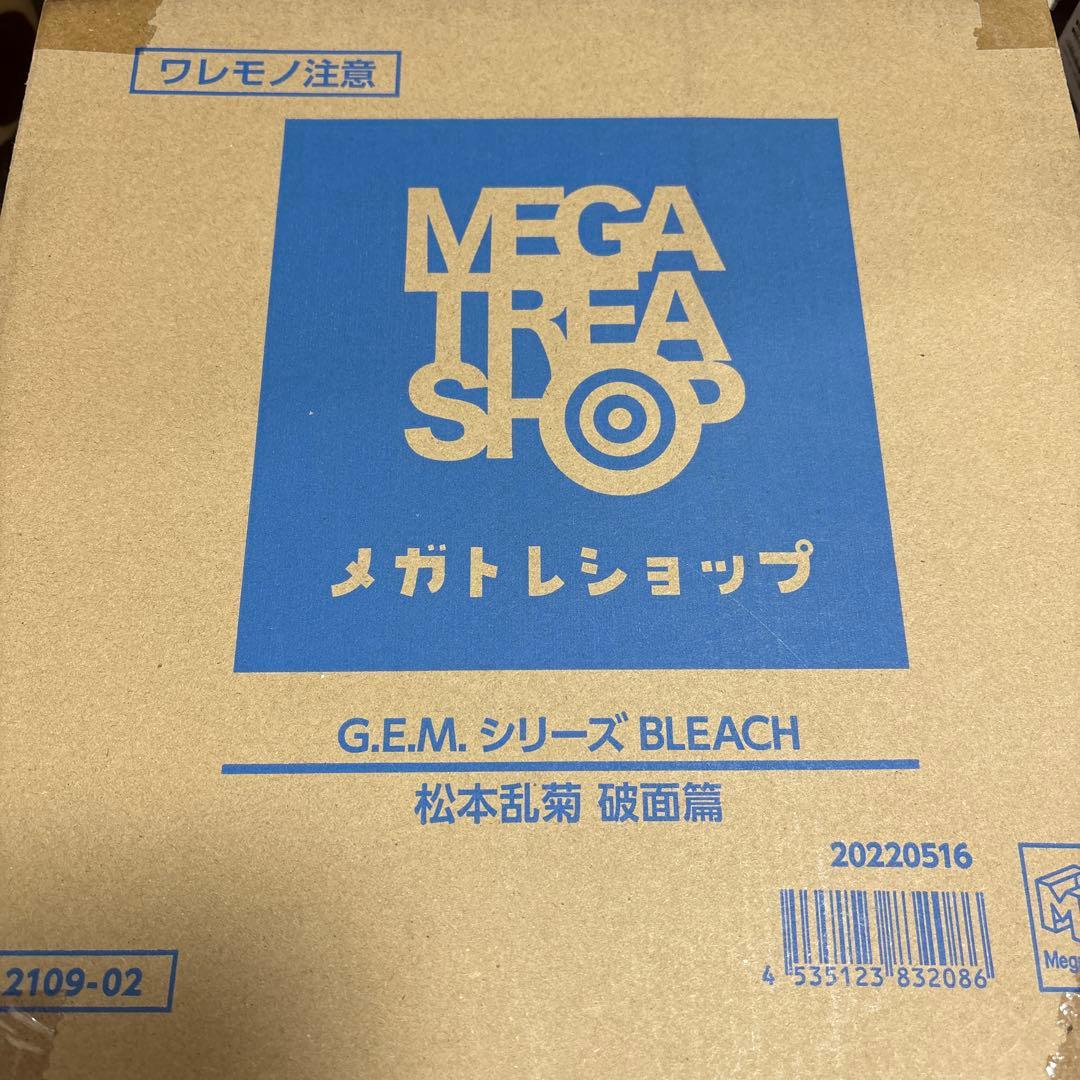 ワレモノ注意
MEGA
TREA
SHOP
メガトレショップ
G.E.M. シリーズ BLEACH
松本乱菊 破面篇
20220516
4 535123 832086
2109-02